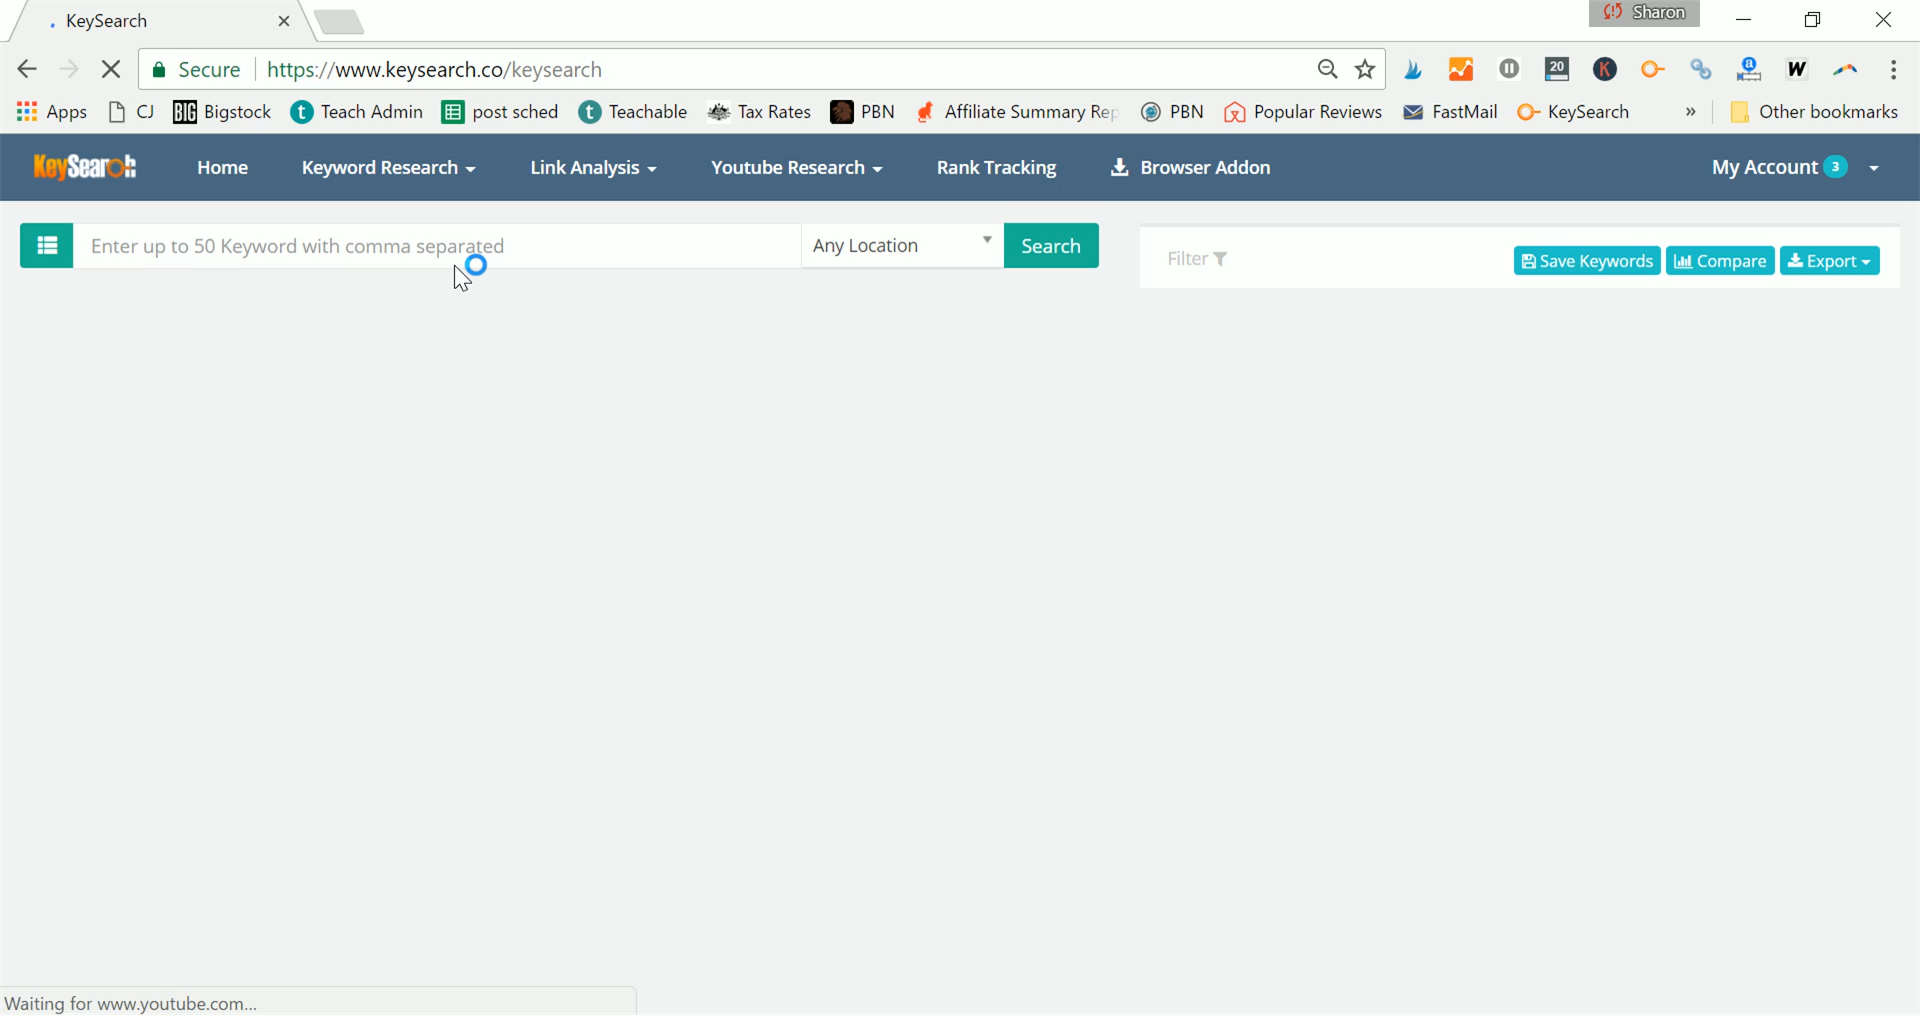 KeySearch
Sharon
Secure https://www.keysearch.co/keysearch
20
K
a
W
Apps CJ BIG Bigstock t Teach Admin post sched t Teachable Tax Rates PBN Affiliate Summary Rep PBN Popular Reviews FastMail KeySearch » Other bookmarks
KeySearch Home Keyword Research Link Analysis Youtube Research Rank Tracking Browser Addon My Account 3
Enter up to 50 Keyword with comma separated Any Location Search
Filter Save Keywords Compare Export
Waiting for www.youtube.com...